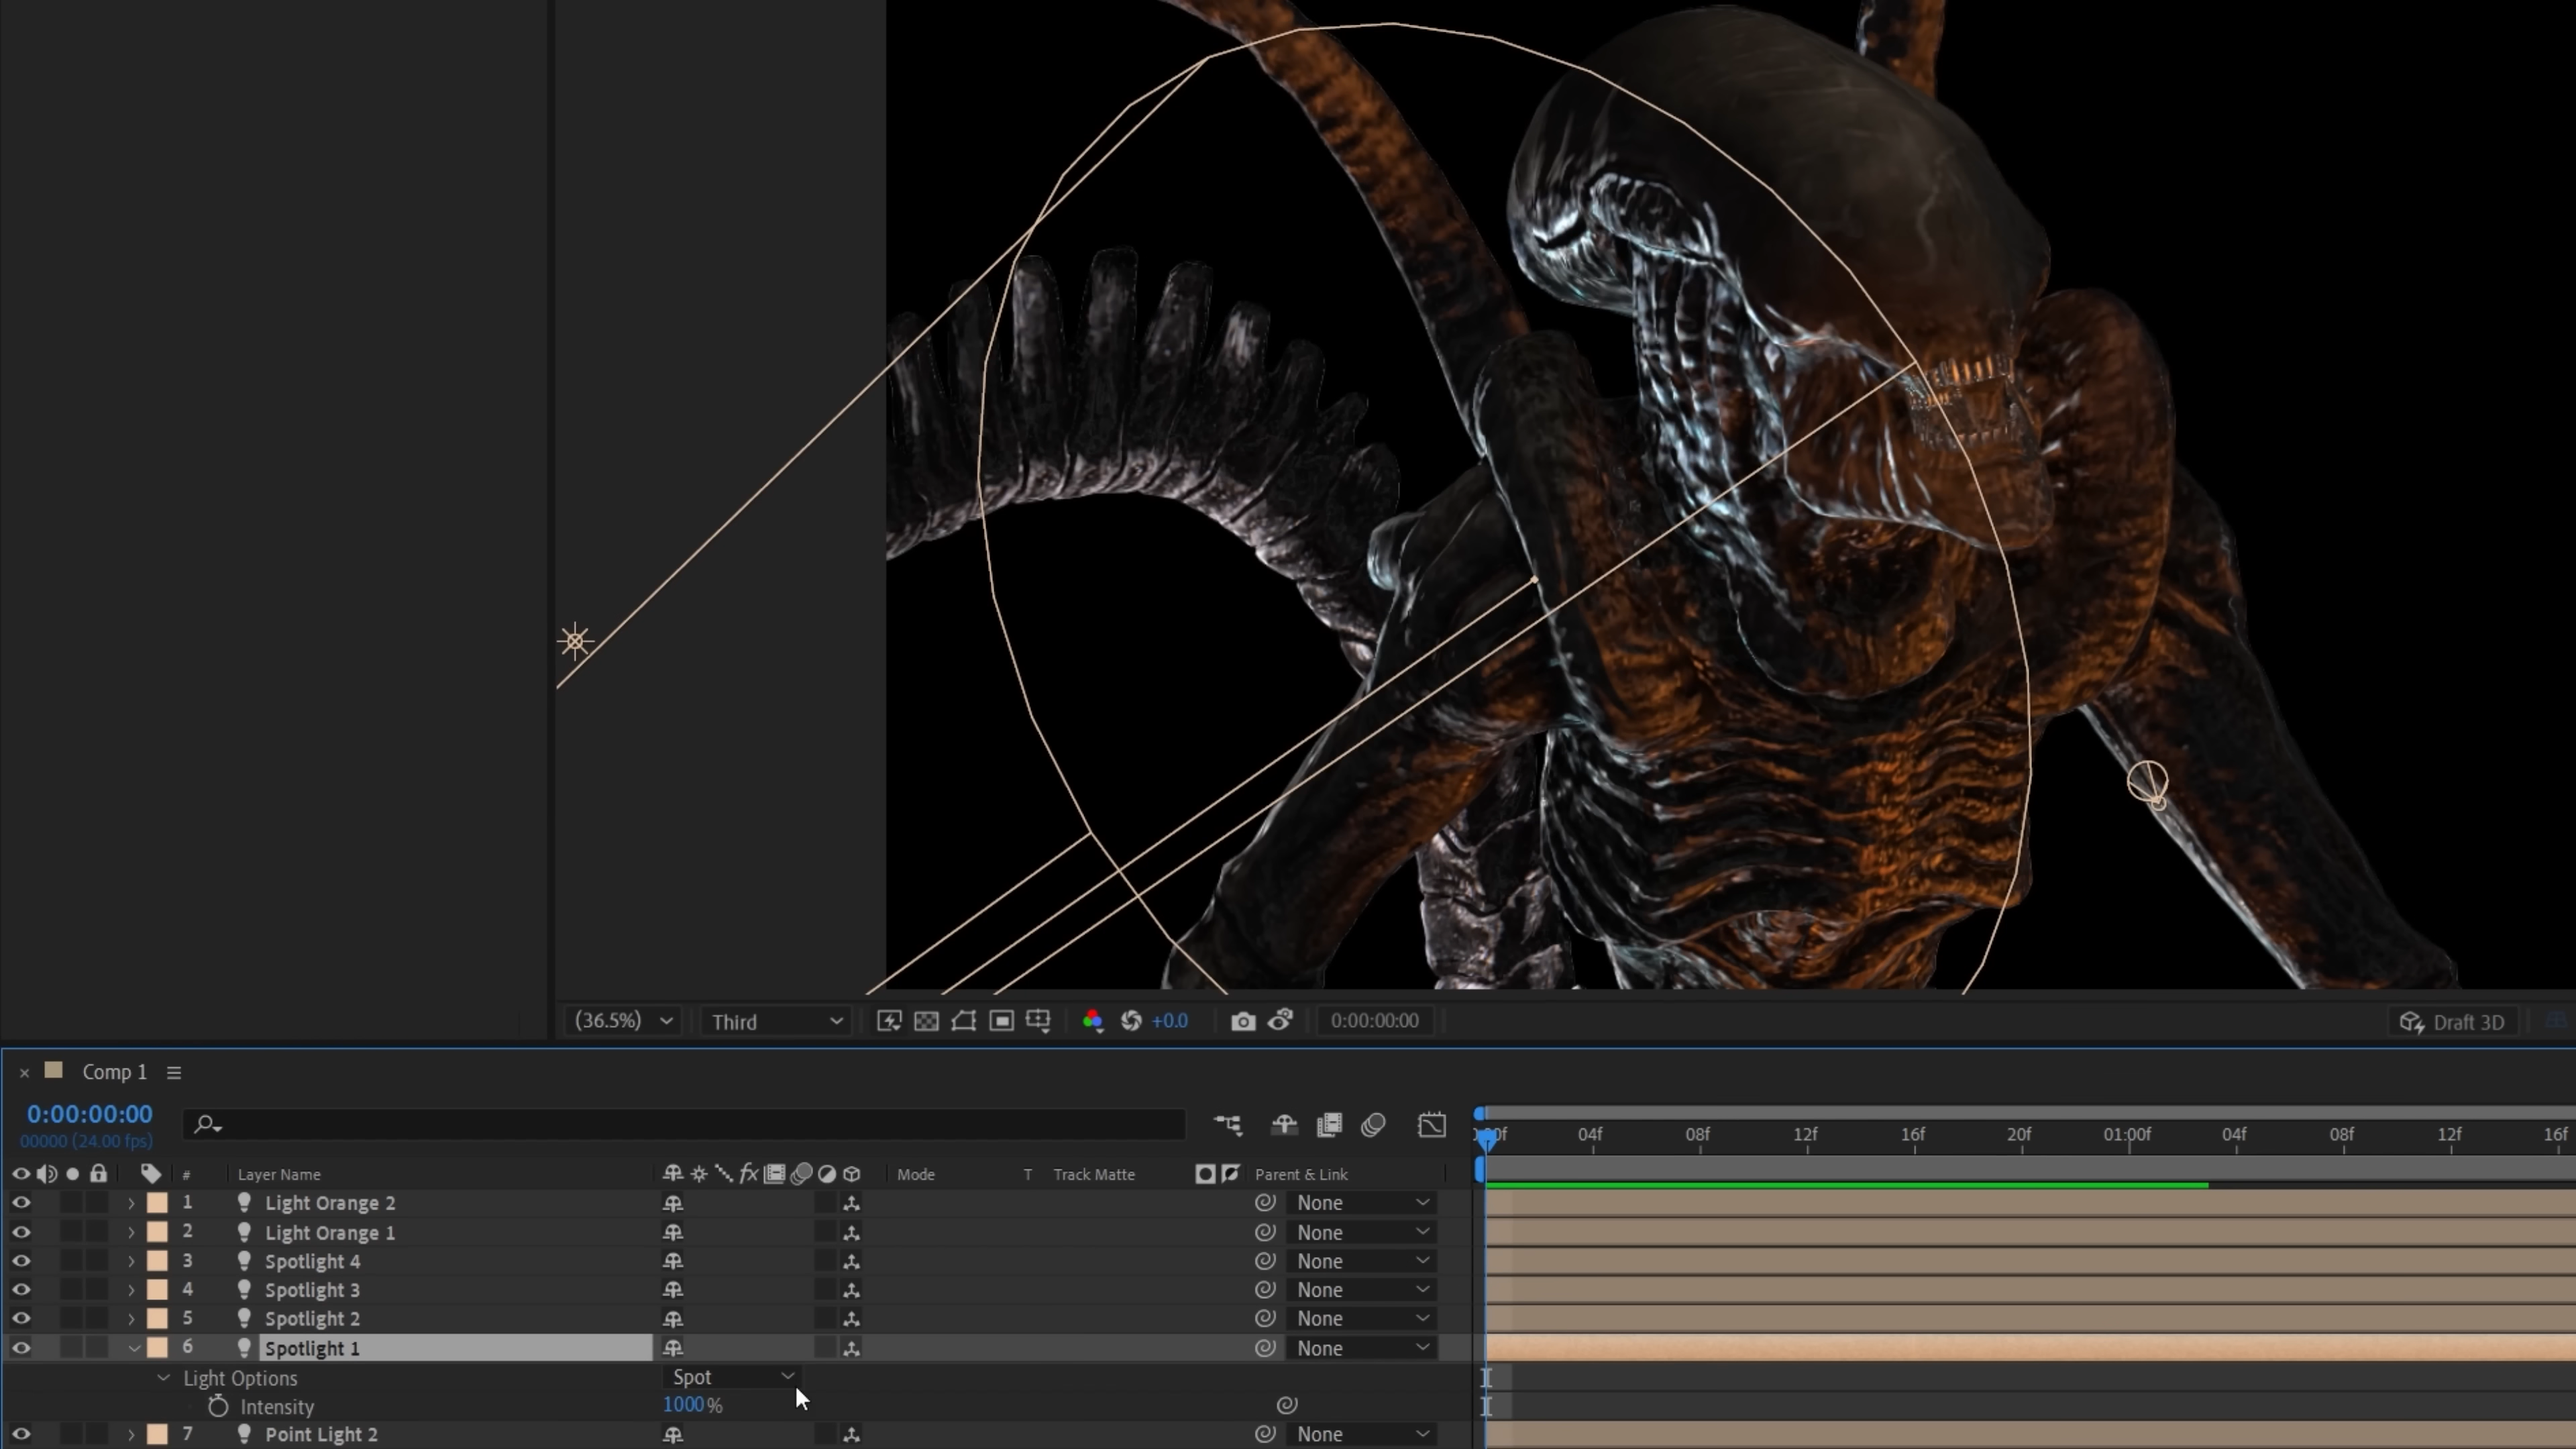 (36.5%) Third +0.0 0:00:00:00 Draft 3D
Comp 1
0:00:00:00
00000 (24.00 fps)
04f 08f 12f 16f 20f 01:00f 04f 08f 12f 16f
# Layer Name fx Mode T Track Matte Parent & Link
1 Light Orange 2 None
2 Light Orange 1 None
3 Spotlight 4 None
4 Spotlight 3 None
5 Spotlight 2 None
6 Spotlight 1 None
Light Options Spot
Intensity 1000%
7 Point Light 2 None